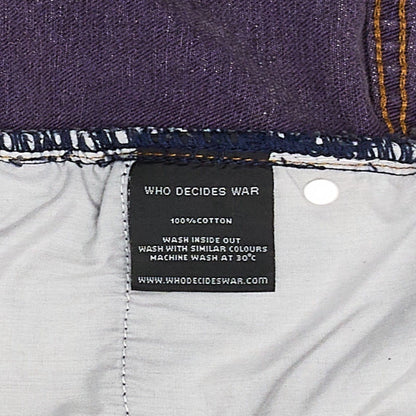 WHO DECIDES WAR
100%COTTON
WASH INSIDE OUT
WASH WITH SIMILAR COLOURS
MACHINE WASH AT 30°C
WWW.WHODECIDESWAR.COM